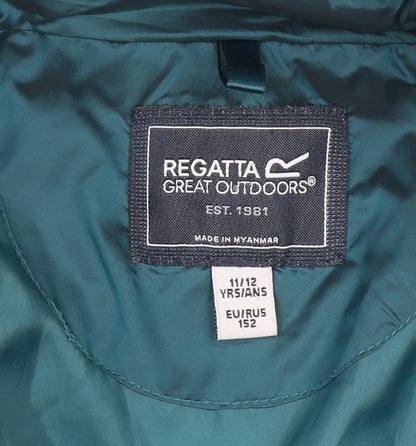 REGATTA
GREAT OUTDOORS®
EST. 1981
MADE IN MYANMAR
11/12
YRS/ANS
EU/RUS
152